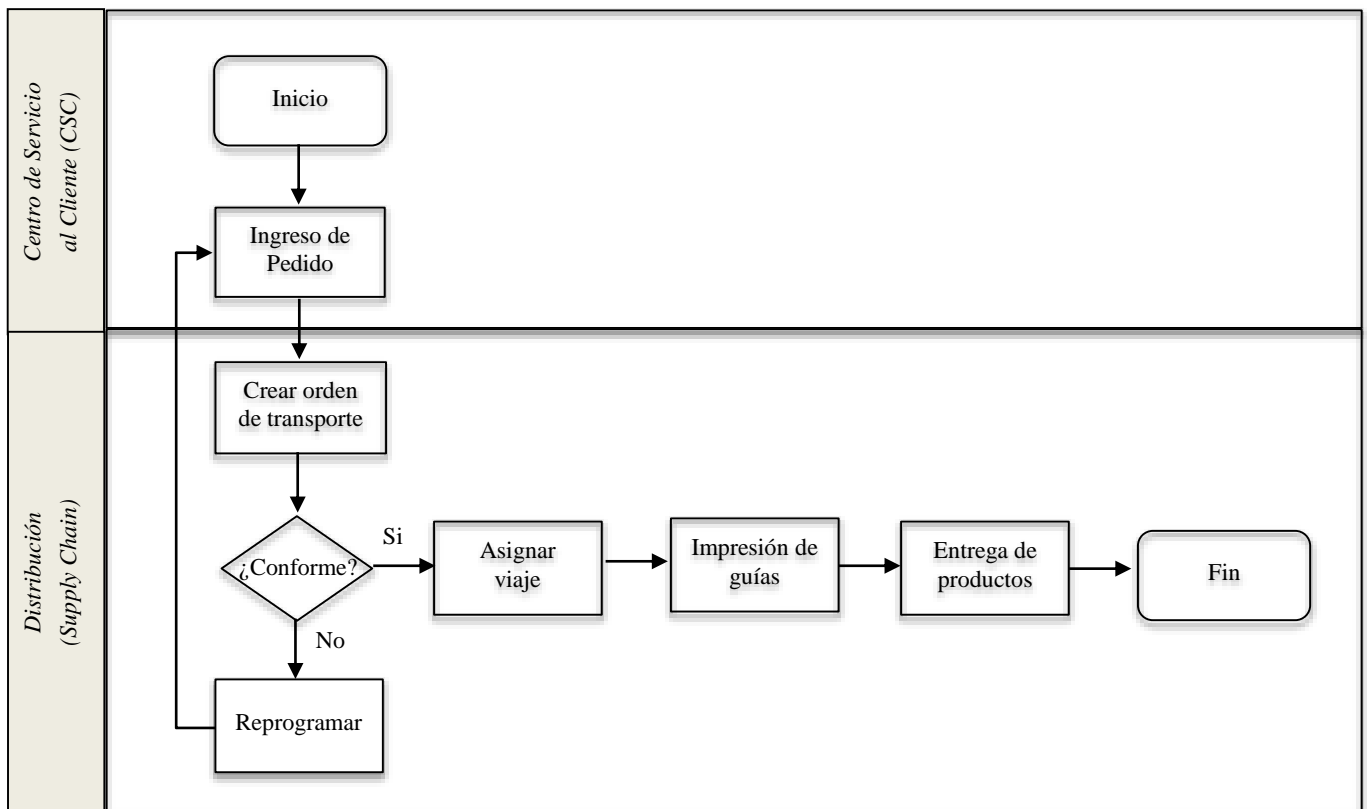 Centro de Servicio
al Cliente (CSC)
Inicio
Ingreso de
Pedido
Distribución
(Supply Chain)
Crear orden
de transporte
¿Conforme?
Si
Asignar
viaje
Impresión de
guías
Entrega de
productos
Fin
No
Reprogramar